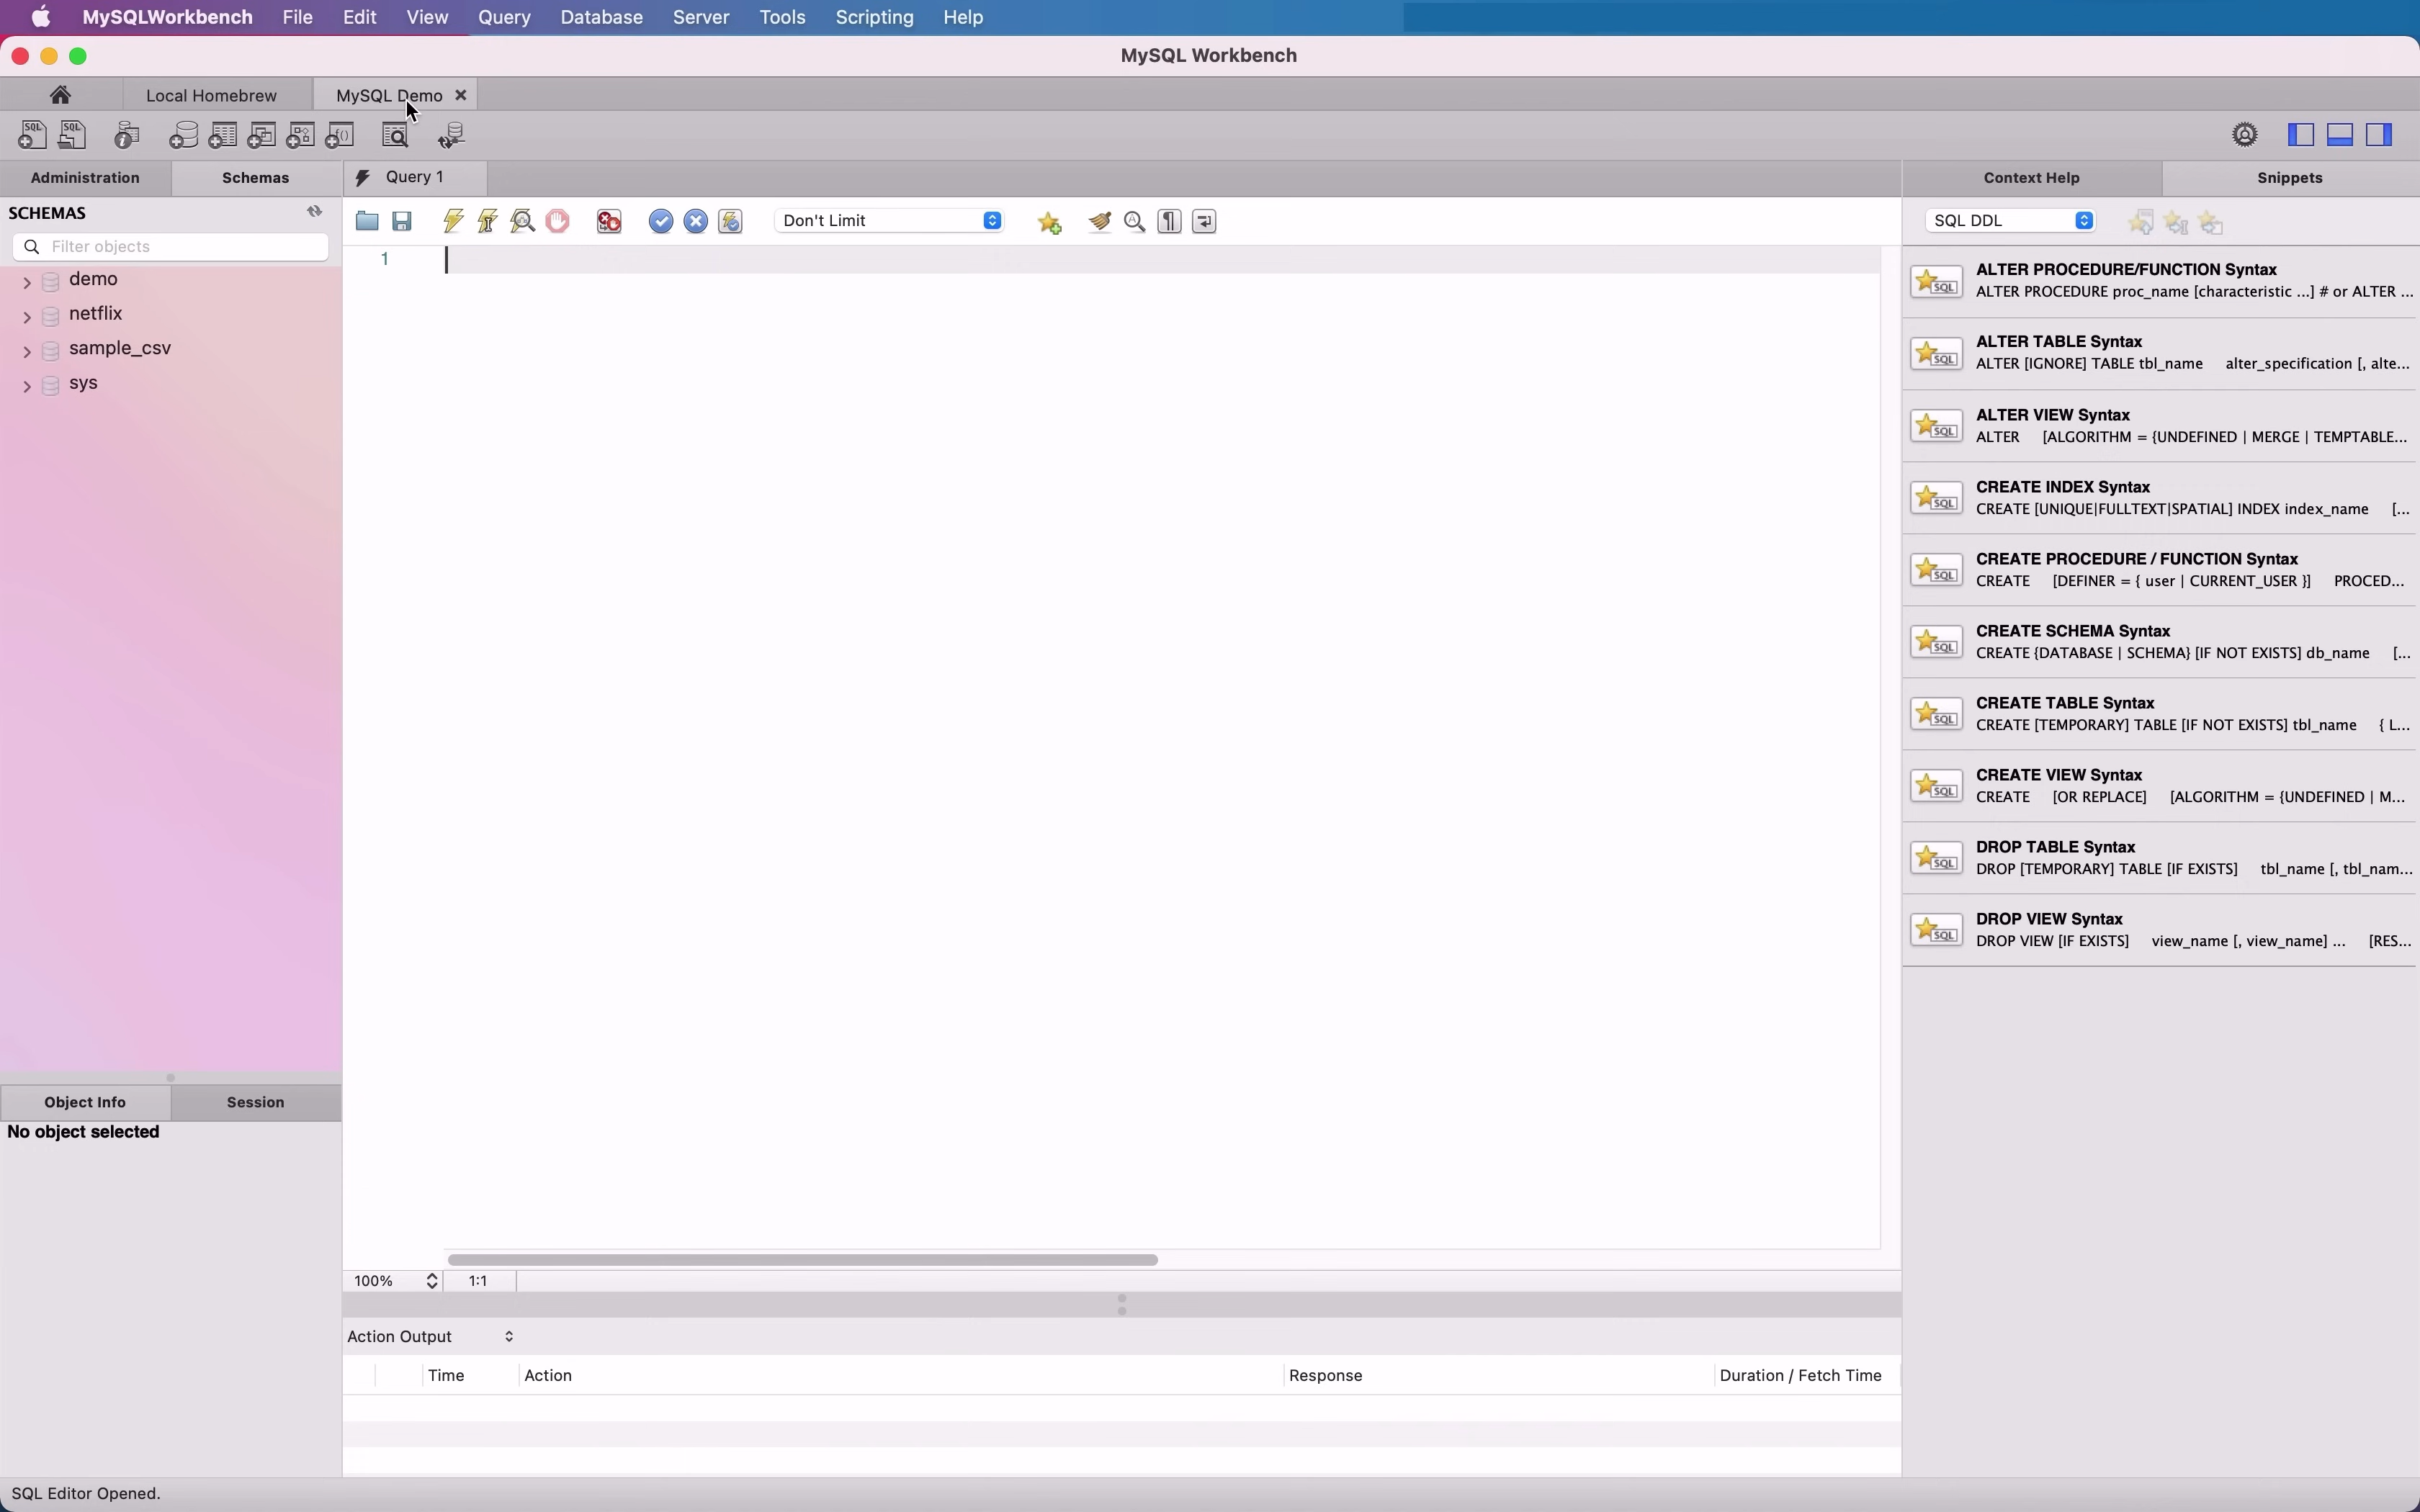 MySQLWorkbench File Edit View Query Database Server Tools Scripting Help
MySQL Workbench
Local Homebrew
MySQL Demo
Administration
Schemas
SCHEMAS
Filter objects
demo
netflix
sample_csv
sys
Object Info
Session
No object selected
Query 1
Don't Limit
1
100%
1:1
Action Output
Time Action Response Duration / Fetch Time
Context Help
Snippets
SQL DDL
ALTER PROCEDURE/FUNCTION Syntax
ALTER PROCEDURE proc_name [characteristic ...] # or ALTER ...
ALTER TABLE Syntax
ALTER [IGNORE] TABLE tbl_name alter_specification [, alte...
ALTER VIEW Syntax
ALTER [ALGORITHM = {UNDEFINED | MERGE | TEMPTABLE...
CREATE INDEX Syntax
CREATE [UNIQUE|FULLTEXT|SPATIAL] INDEX index_name [...
CREATE PROCEDURE / FUNCTION Syntax
CREATE [DEFINER = { user | CURRENT_USER }] PROCED...
CREATE SCHEMA Syntax
CREATE {DATABASE | SCHEMA} [IF NOT EXISTS] db_name [...
CREATE TABLE Syntax
CREATE [TEMPORARY] TABLE [IF NOT EXISTS] tbl_name { L...
CREATE VIEW Syntax
CREATE [OR REPLACE] [ALGORITHM = {UNDEFINED | M...
DROP TABLE Syntax
DROP [TEMPORARY] TABLE [IF EXISTS] tbl_name [, tbl_nam...
DROP VIEW Syntax
DROP VIEW [IF EXISTS] view_name [, view_name] ... [RES...
SQL Editor Opened.